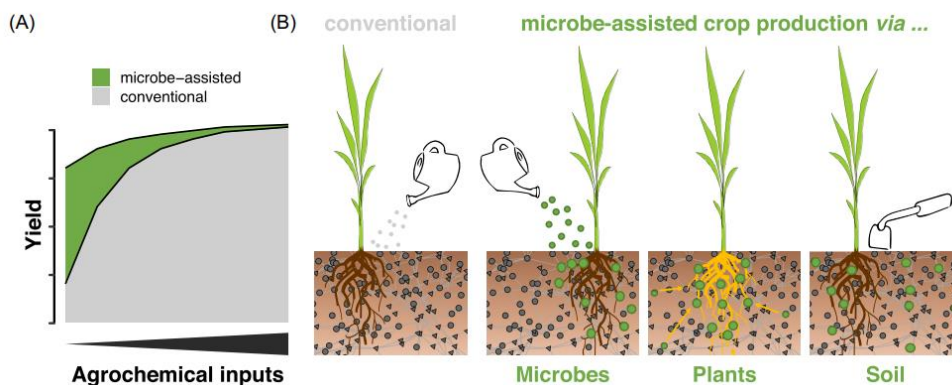 (A)
microbe−assisted
conventional
Yield
Agrochemical inputs
(B)
conventional
microbe-assisted crop production via ...
Microbes
Plants
Soil